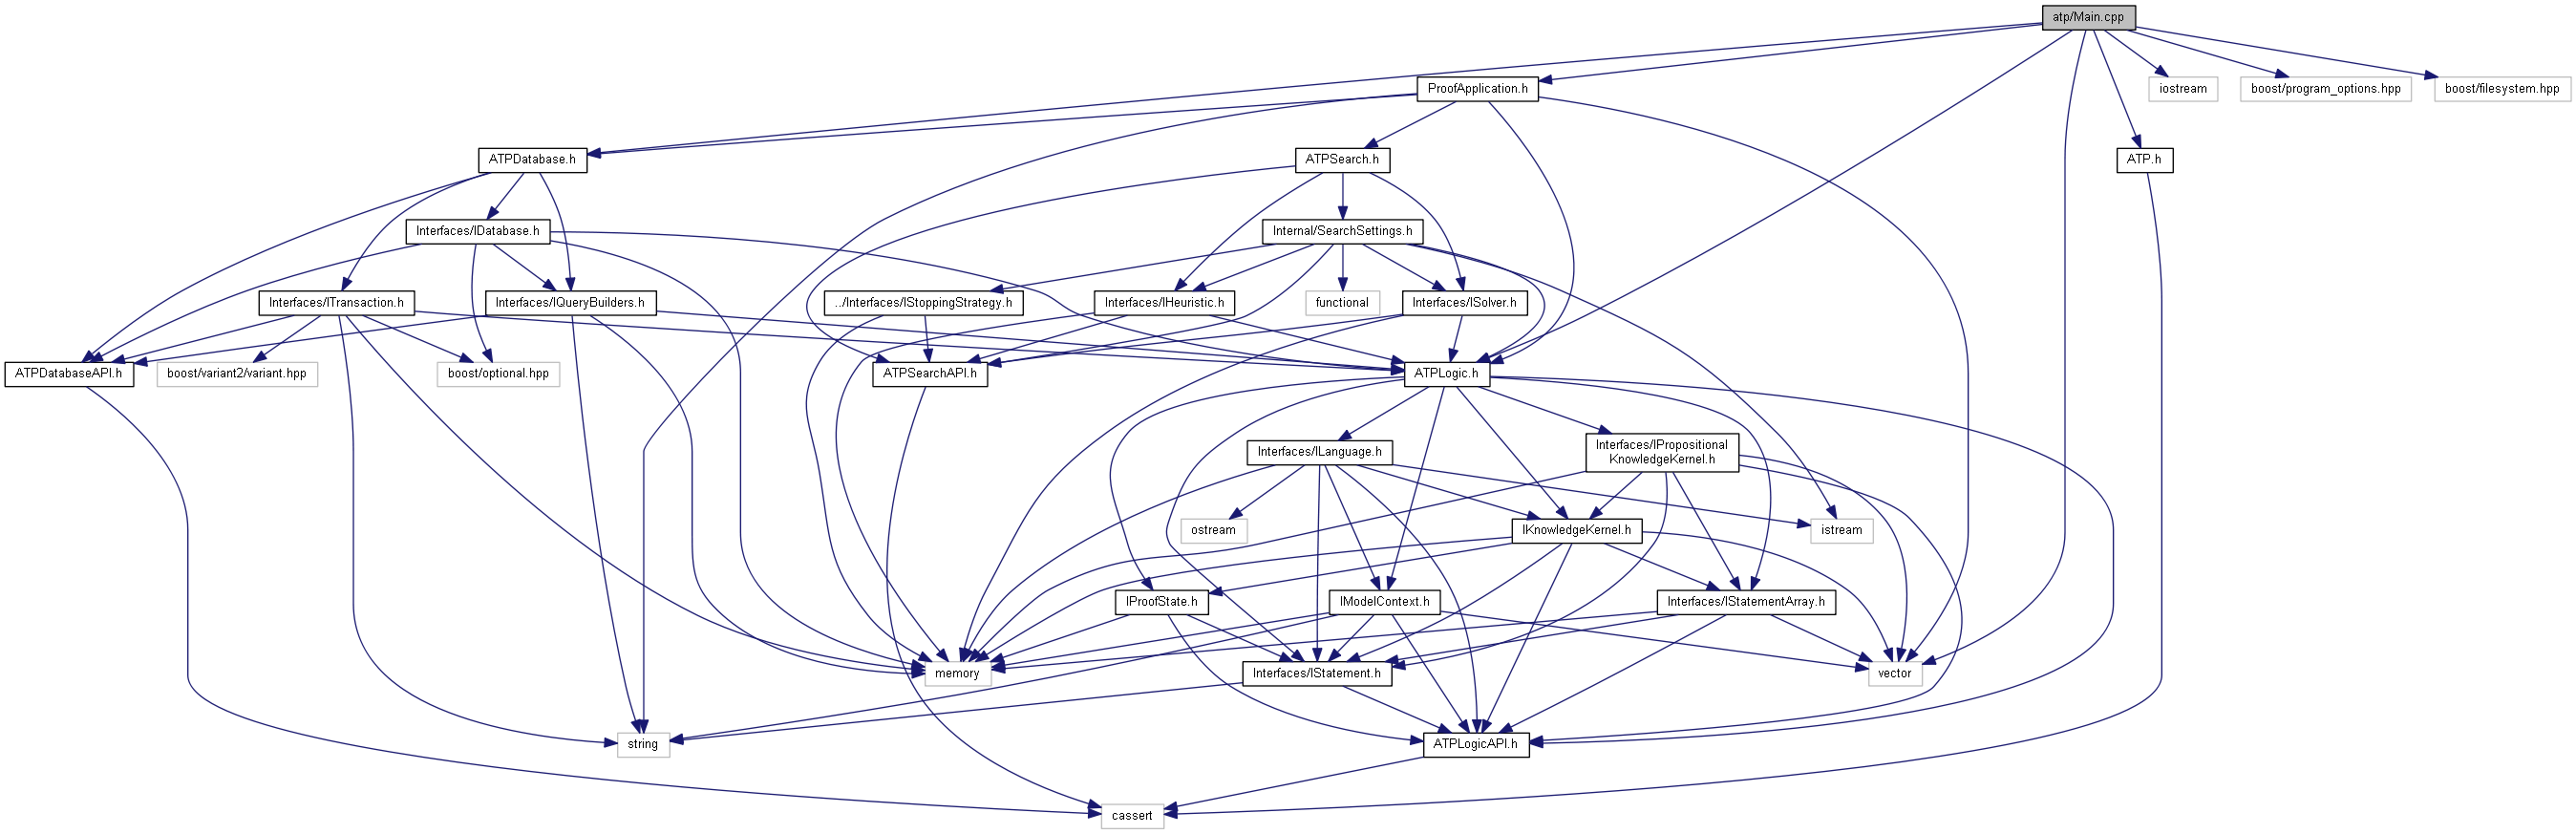 atp/Main.cpp
ProofApplication.h
iostream
boost/program_options.hpp
boost/filesystem.hpp
ATPDatabase.h
ATPSearch.h
ATP.h
Interfaces/IDatabase.h
Internal/SearchSettings.h
Interfaces/ITransaction.h
Interfaces/IQueryBuilders.h
../Interfaces/IStoppingStrategy.h
Interfaces/IHeuristic.h
functional
Interfaces/ISolver.h
ATPDatabaseAPI.h
boost/variant2/variant.hpp
boost/optional.hpp
ATPSearchAPI.h
ATPLogic.h
Interfaces/ILanguage.h
Interfaces/IPropositional
KnowledgeKernel.h
ostream
IKnowledgeKernel.h
istream
IProofState.h
IModelContext.h
Interfaces/IStatementArray.h
memory
Interfaces/IStatement.h
vector
string
ATPLogicAPI.h
cassert